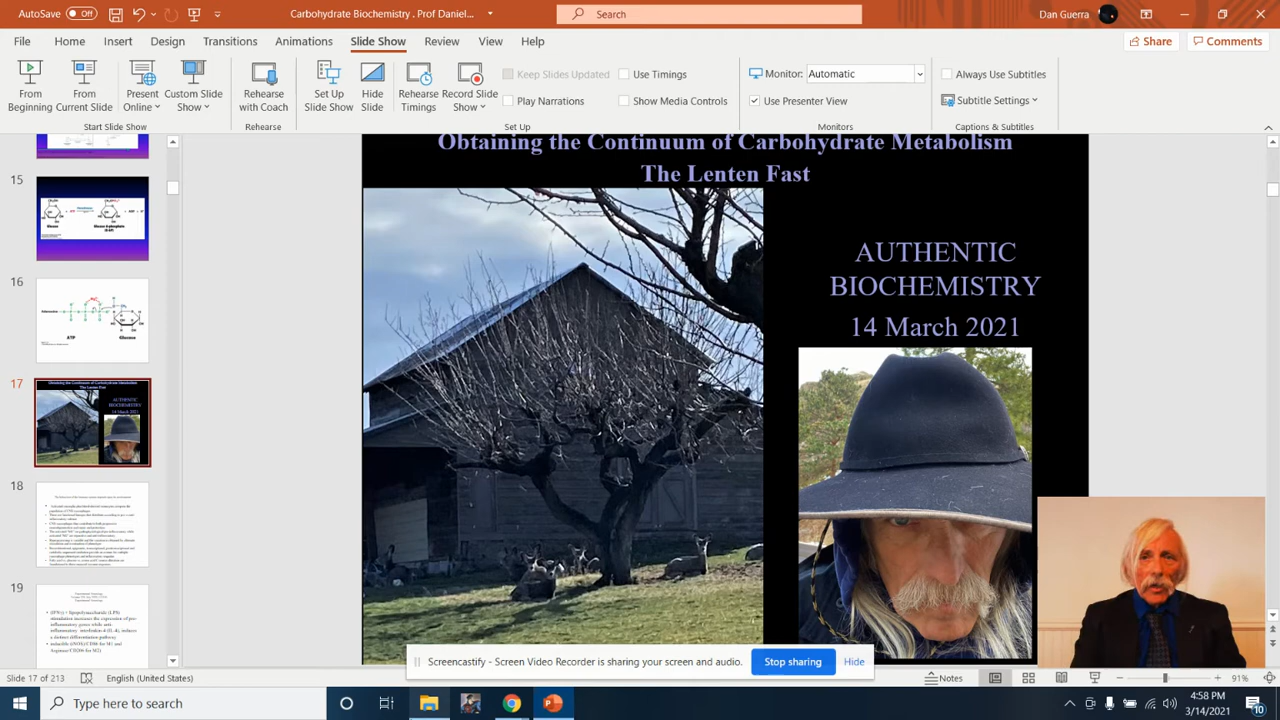 AutoSave Off Carbohydrate Biochemistry . Prof Daniel... Search Dan Guerra
File Home Insert Design Transitions Animations Slide Show Review View Help Share Comments
From Beginning
From Current Slide
Present Online
Custom Slide Show
Start Slide Show
Rehearse with Coach
Rehearse
Set Up Slide Show
Hide Slide
Rehearse Timings
Record Slide Show
Keep Slides Updated
Play Narrations
Use Timings
Show Media Controls
Set Up
Monitor: Automatic
Use Presenter View
Monitors
Always Use Subtitles
Subtitle Settings
Captions & Subtitles
15
16
ATP Glucose
17
18
19
Obtaining the Continuum of Carbohydrate Metabolism
The Lenten Fast
AUTHENTIC
BIOCHEMISTRY
14 March 2021
Screencastify - Screen Video Recorder is sharing your screen and audio. Stop sharing Hide
Slide 17 of 213 English (United States) Notes 91%
Type here to search 4:58 PM
3/14/2021
10